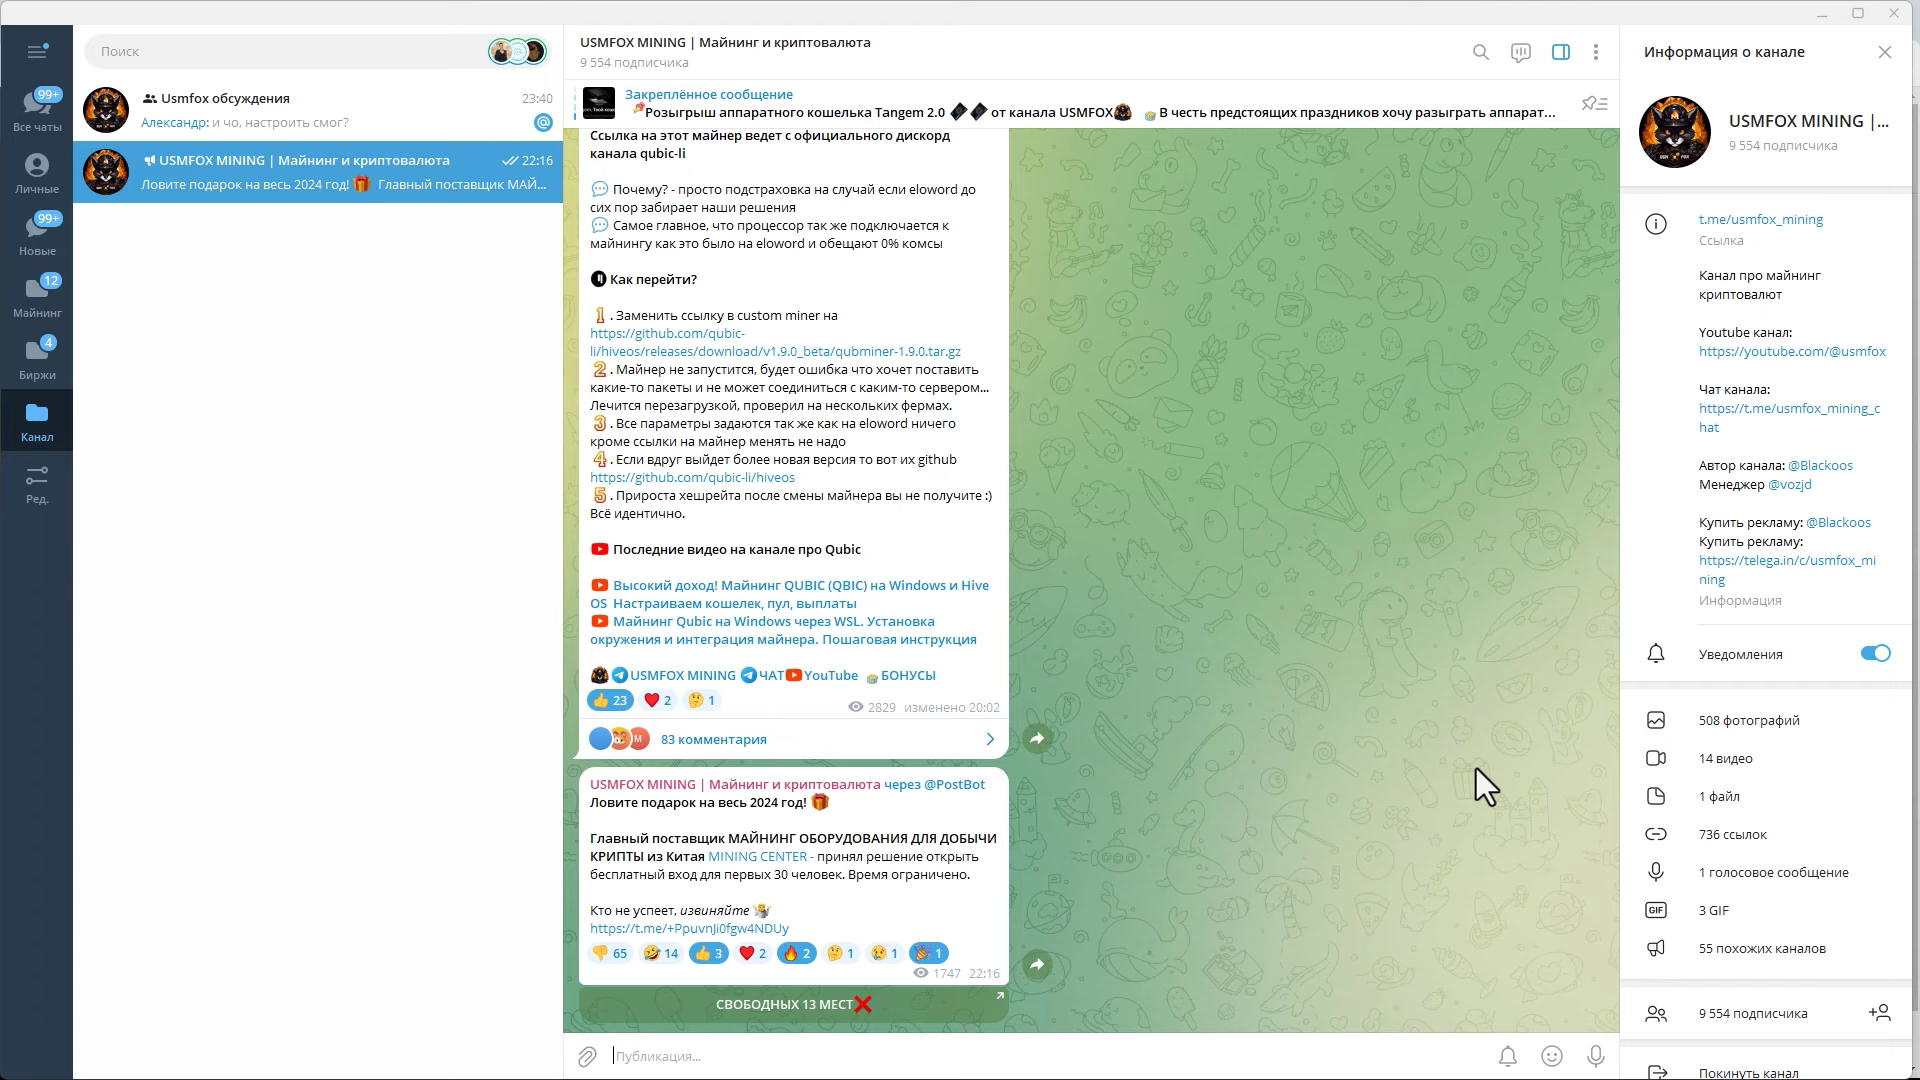 Поиск
99+
Все чаты
Личные
99+
Новые
12
Майнинг
4
Биржи
Канал
Ред.
Usmfox обсуждения
23:40
Александр: и чо, настроить смог?
@
USMFOX MINING | Майнинг и криптовалюта
22:16
Ловите подарок на весь 2024 год! 🎁 Главный поставщик МАЙ...
USMFOX MINING | Майнинг и криптовалюта
9 554 подписчика
Закреплённое сообщение
Розыгрыш аппаратного кошелька Tangem 2.0 от канала USMFOX В честь предстоящих праздников хочу разыграть аппарат...
Ссылка на этот майнер ведет с официального дискорд
канала qubic-li
💬 Почему? - просто подстраховка на случай если eloword до
сих пор забирает наши решения
💬 Самое главное, что процессор так же подключается к
майнингу как это было на eloword и обещают 0% комсы
Как перейти?
1. Заменить ссылку в custom miner на
https://github.com/qubic-
li/hiveos/releases/download/v1.9.0_beta/qubminer-1.9.0.tar.gz
2. Майнер не запустится, будет ошибка что хочет поставить
какие-то пакеты и не может соединиться с каким-то сервером...
Лечится перезагрузкой, проверил на нескольких фермах.
3. Все параметры задаются так же как на eloword ничего
кроме ссылки на майнер менять не надо
4. Если вдруг выйдет более новая версия то вот их github
https://github.com/qubic-li/hiveos
5. Прироста хешрейта после смены майнера вы не получите :)
Всё идентично.
Последние видео на канале про Qubic
Высокий доход! Майнинг QUBIC (QBIC) на Windows и Hive
OS Настраиваем кошелек, пул, выплаты
Майнинг Qubic на Windows через WSL. Установка
окружения и интеграция майнера. Пошаговая инструкция
USMFOX MINING ЧАТ YouTube БОНУСЫ
👍 23 ❤️ 2 🤔 1
2829 изменено 20:02
М
83 комментария
USMFOX MINING | Майнинг и криптовалюта через @PostBot
Ловите подарок на весь 2024 год! 🎁
Главный поставщик МАЙНИНГ ОБОРУДОВАНИЯ ДЛЯ ДОБЫЧИ
КРИПТЫ из Китая MINING CENTER - принял решение открыть
бесплатный вход для первых 30 человек. Время ограничено.
Кто не успеет, извиняйте 🤷
https://t.me/+PpuvnJi0fgw4NDUy
👎 65 🤣 14 👍 3 ❤️ 2 🔥 2 🤔 1 😢 1 🎉 1
1747 22:16
СВОБОДНЫХ 13 МЕСТ❌
Публикация...
Информация о канале
USMFOX MINING |...
9 554 подписчика
t.me/usmfox_mining
Ссылка
Канал про майнинг
криптовалют
Youtube канал:
https://youtube.com/@usmfox
Чат канала:
https://t.me/usmfox_mining_c
hat
Автор канала: @Blackoos
Менеджер @vozjd
Купить рекламу: @Blackoos
Купить рекламу:
https://telega.in/c/usmfox_mi
ning
Информация
Уведомления
508 фотографий
14 видео
1 файл
736 ссылок
1 голосовое сообщение
GIF
3 GIF
55 похожих каналов
9 554 подписчика
Покинуть канал